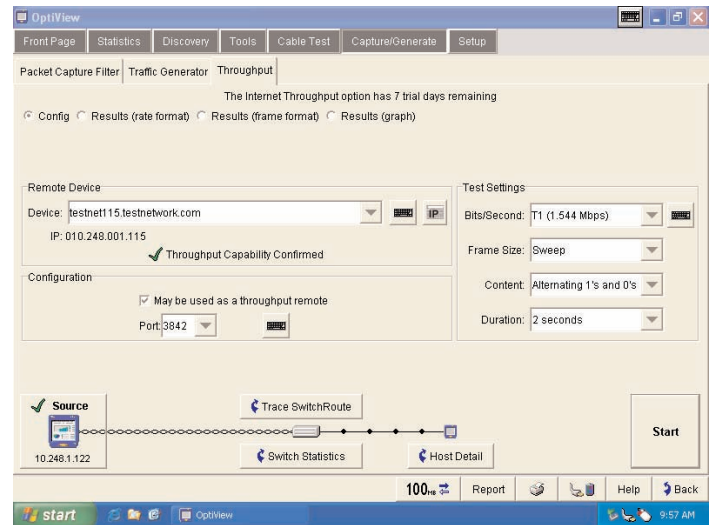 OptiView
Front Page Statistics Discovery Tools Cable Test Capture/Generate Setup
Packet Capture Filter Traffic Generator Throughput
The Internet Throughput option has 7 trial days remaining
Config Results (rate format) Results (frame format) Results (graph)
Remote Device
Device: testnet115.testnetwork.com
IP
IP: 010.248.001.115
Throughput Capability Confirmed
Configuration
May be used as a throughput remote
Port: 3842
Test Settings
Bits/Second: T1 (1.544 Mbps)
Frame Size: Sweep
Content: Alternating 1's and 0's
Duration: 2 seconds
Source
10.248.1.122
Trace SwitchRoute
Switch Statistics
Host Detail
Start
100 Report Help Back
start OptiView 9:57 AM